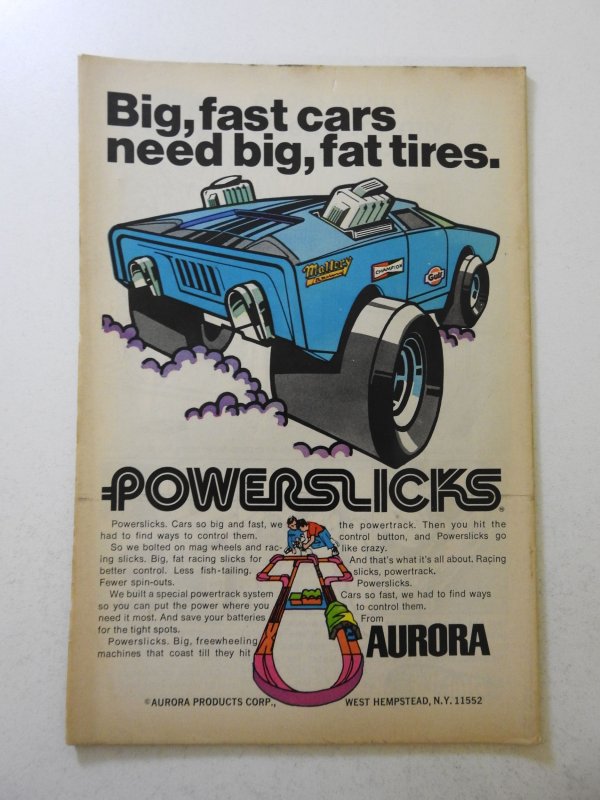 Big, fast cars
need big, fat tires.
Mallory
CHAMPION
Gulf
POWERSLICKS®
Powerslicks. Cars so big and fast, we
had to find ways to control them.
So we bolted on mag wheels and rac-
ing slicks. Big, fat racing slicks for
better control. Less fish-tailing.
Fewer spin-outs.
We built a special powertrack system
so you can put the power where you
need it most. And save your batteries
for the tight spots.
Powerslicks. Big, freewheeling
machines that coast till they hit
the powertrack. Then you hit the
control button, and Powerslicks go
like crazy.
And that's what it's all about. Racing
slicks, powertrack.
Powerslicks.
Cars so fast, we had to find ways
to control them.
From
AURORA
©AURORA PRODUCTS CORP., WEST HEMPSTEAD, N.Y. 11552